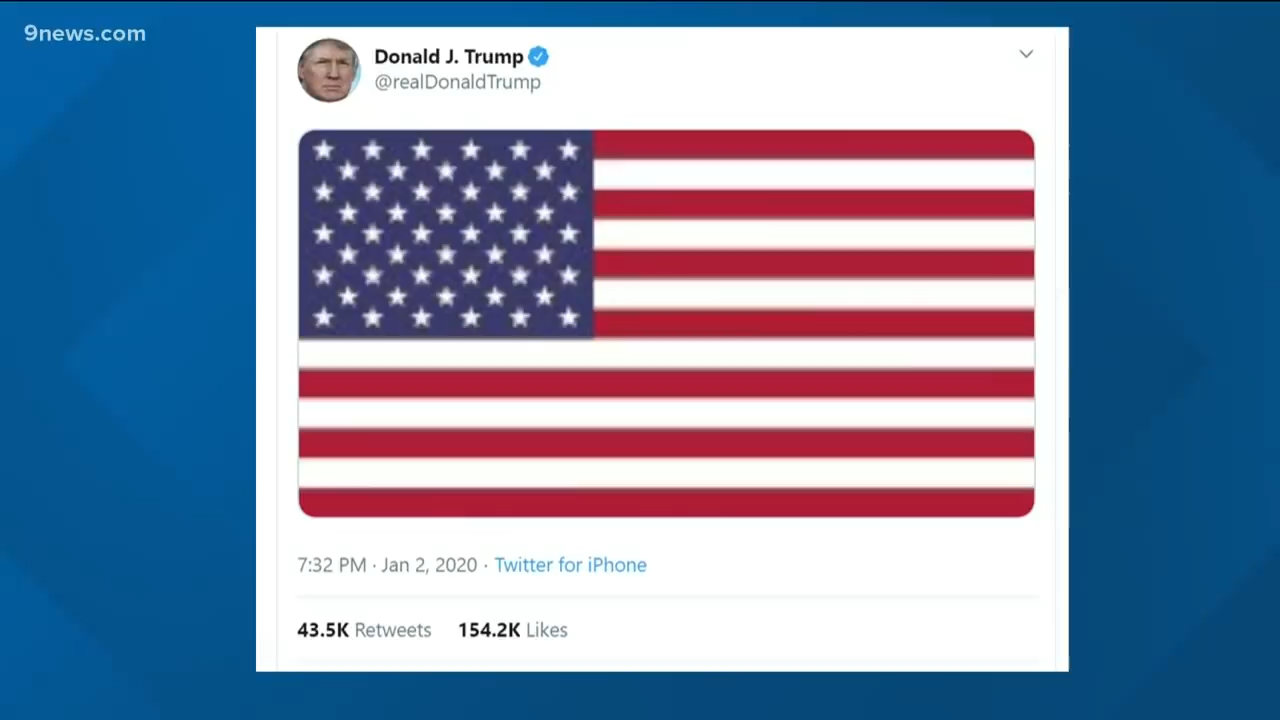 9news.com
Donald J. Trump
@realDonaldTrump
7:32 PM · Jan 2, 2020 · Twitter for iPhone
43.5K Retweets 154.2K Likes